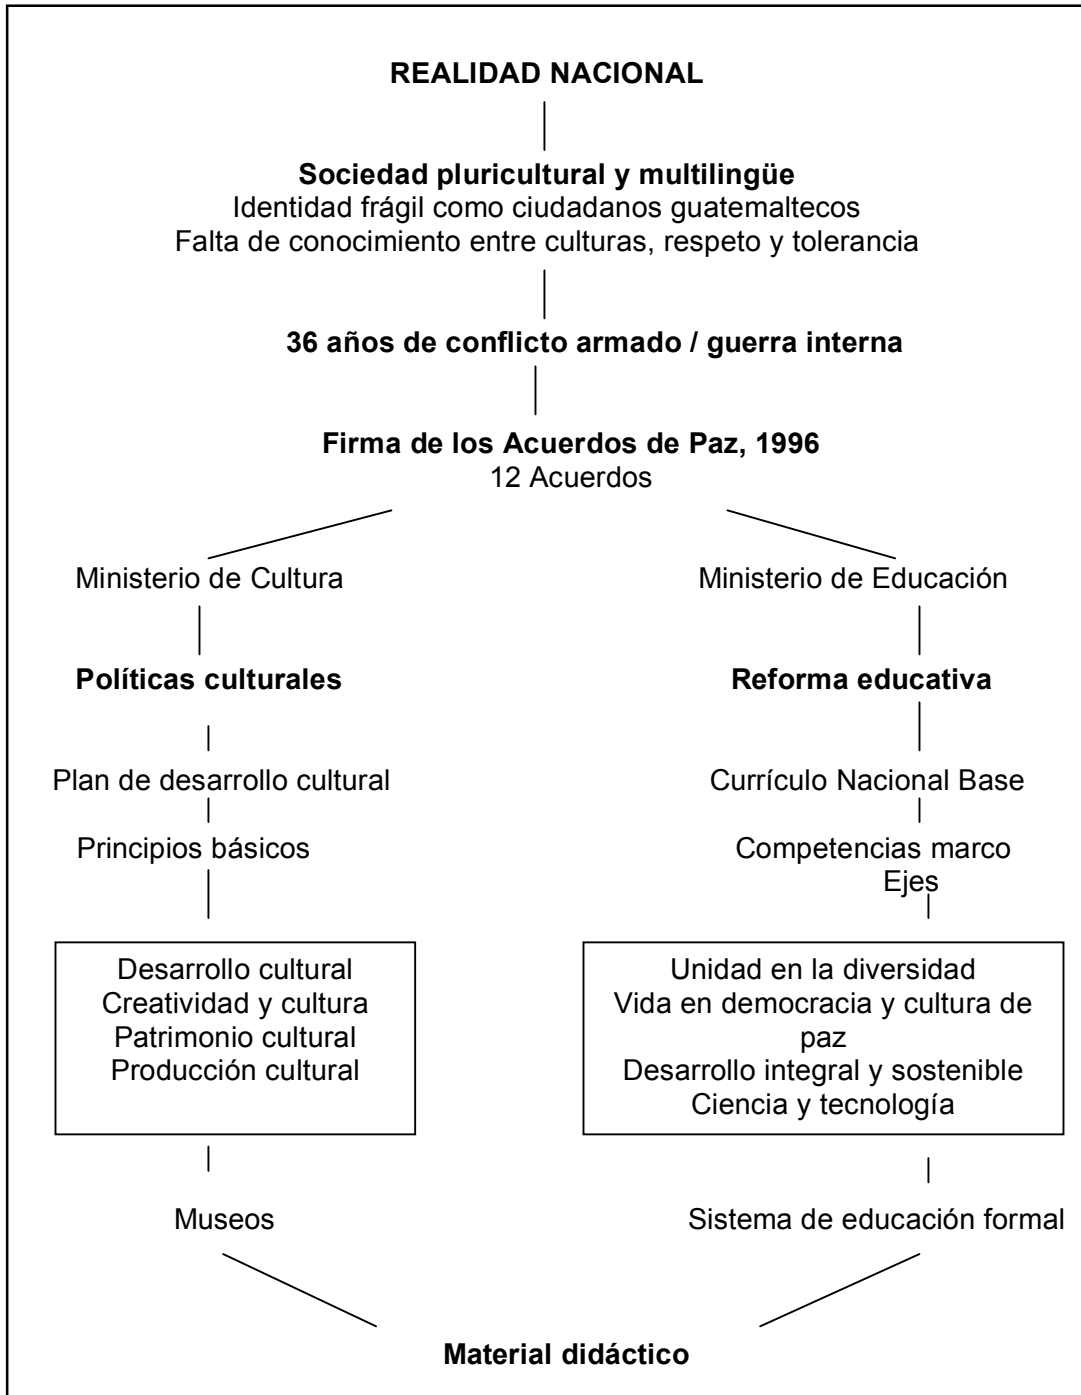 REALIDAD NACIONAL
Sociedad pluricultural y multilingüe
Identidad frágil como ciudadanos guatemaltecos
Falta de conocimiento entre culturas, respeto y tolerancia
36 años de conflicto armado / guerra interna
Firma de los Acuerdos de Paz, 1996
12 Acuerdos
Ministerio de Cultura
Políticas culturales
Plan de desarrollo cultural
Principios básicos
Desarrollo cultural
Creatividad y cultura
Patrimonio cultural
Producción cultural
Museos
Ministerio de Educación
Reforma educativa
Currículo Nacional Base
Competencias marco
Ejes
Unidad en la diversidad
Vida en democracia y cultura de
paz
Desarrollo integral y sostenible
Ciencia y tecnología
Sistema de educación formal
Material didáctico